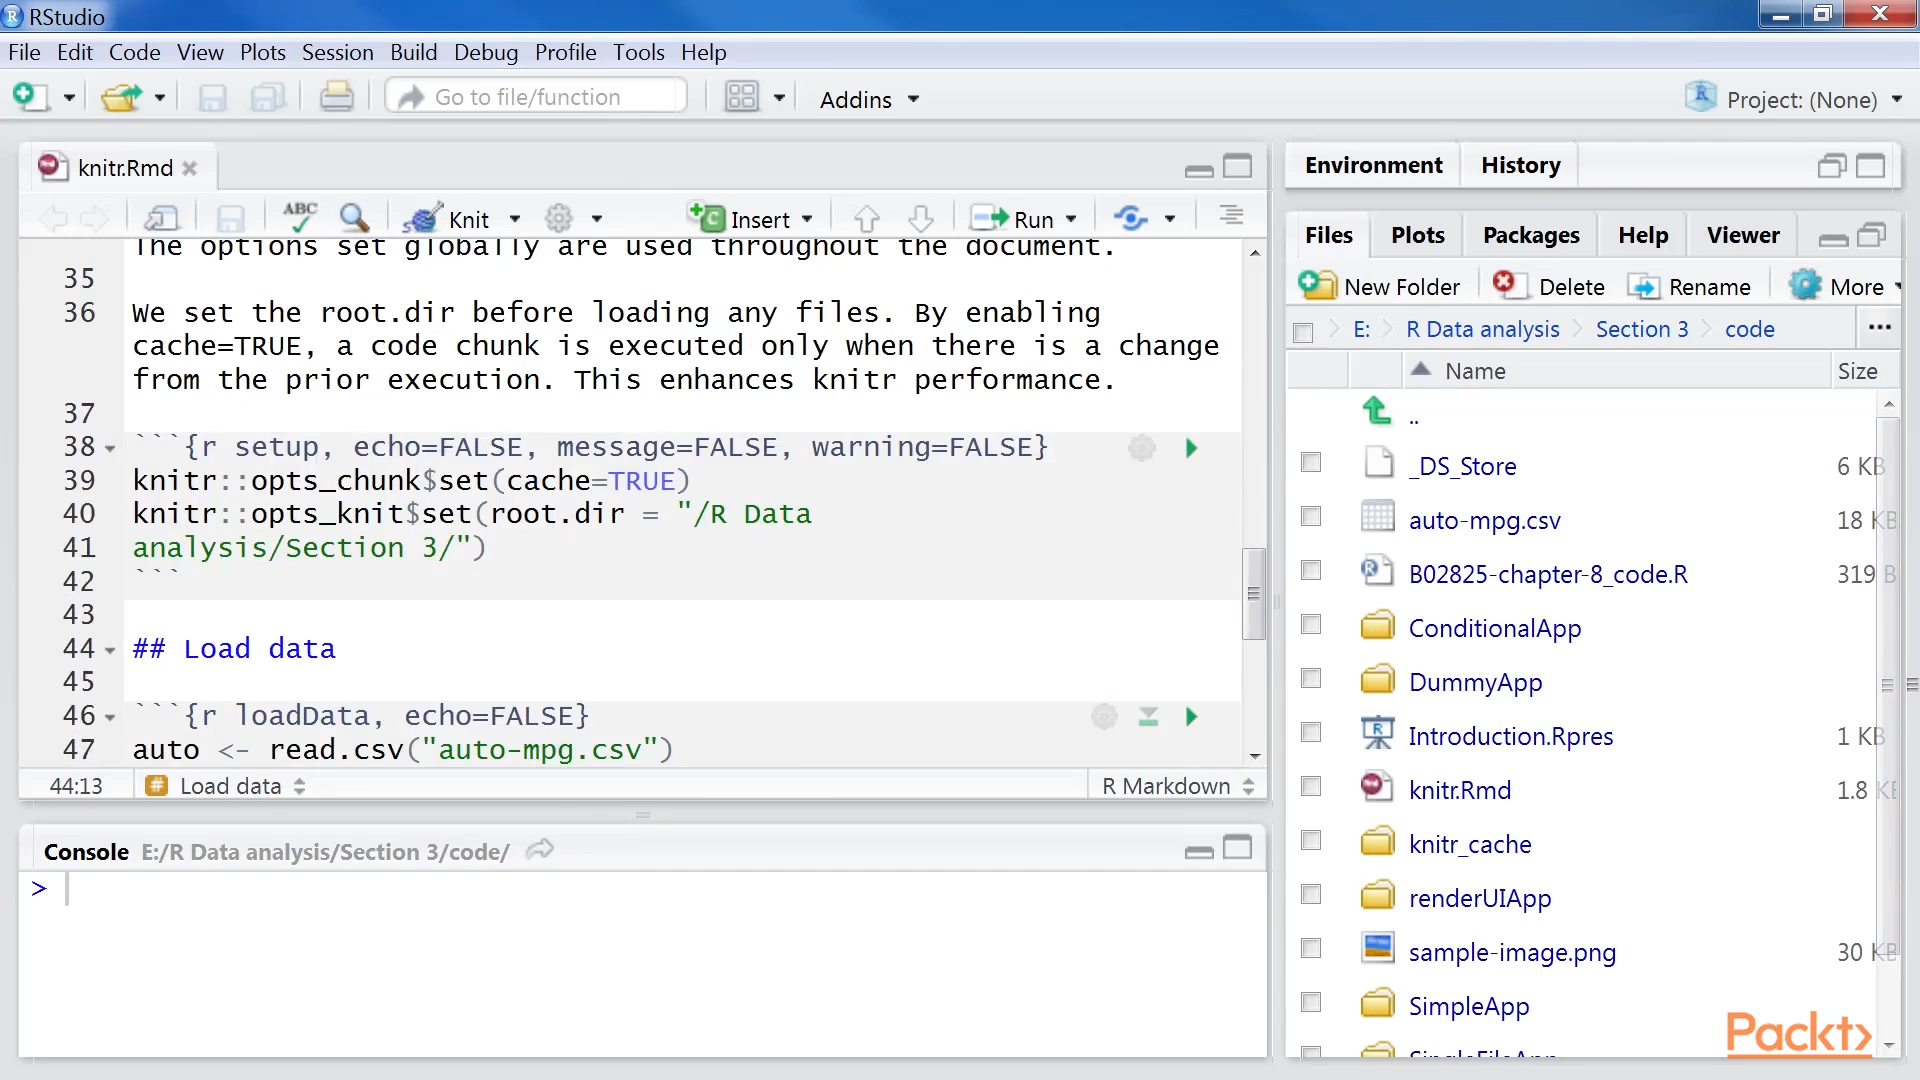 RStudio
File Edit Code View Plots Session Build Debug Profile Tools Help
Go to file/function Addins Project: (None)
knitr.Rmd
ABC Knit Insert Run
The options set globally are used throughout the document.
35
36 We set the root.dir before loading any files. By enabling
cache=TRUE, a code chunk is executed only when there is a change
from the prior execution. This enhances knitr performance.
37
38 ```{r setup, echo=FALSE, message=FALSE, warning=FALSE}
39 knitr::opts_chunk$set(cache=TRUE)
40 knitr::opts_knit$set(root.dir = "/R Data
41 analysis/Section 3/")
42 ```
43
44 ## Load data
45
46 ```{r loadData, echo=FALSE}
47 auto <- read.csv("auto-mpg.csv")
44:13 # Load data R Markdown
Console E:/R Data analysis/Section 3/code/
>
Environment History
Files Plots Packages Help Viewer
New Folder Delete Rename More
E: R Data analysis Section 3 code ...
Name Size
..
_DS_Store 6 KB
auto-mpg.csv 18 KB
B02825-chapter-8_code.R 319 B
ConditionalApp
DummyApp
Introduction.Rpres 1 KB
knitr.Rmd 1.8 KB
knitr_cache
renderUIApp
sample-image.png 30 KB
SimpleApp
SingleFileApp
Packt>